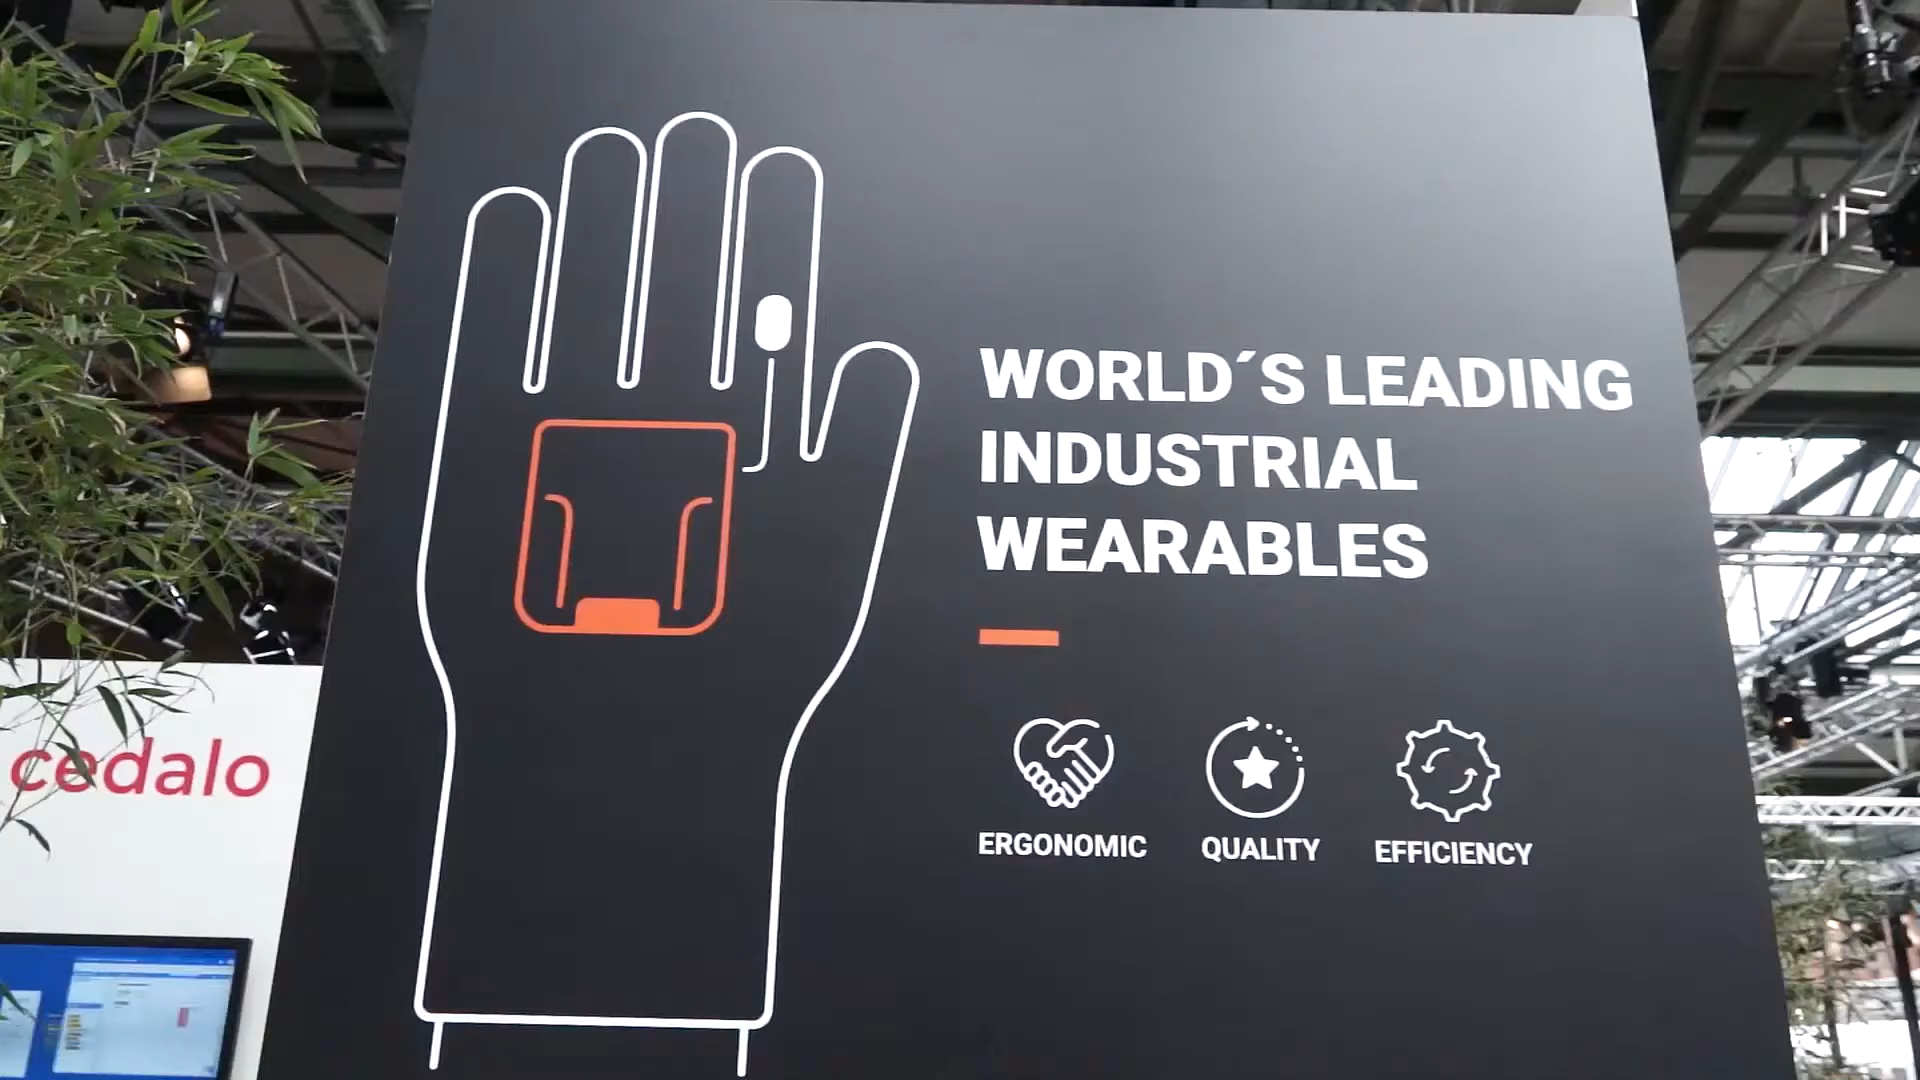 WORLD´S LEADING
INDUSTRIAL
WEARABLES
ERGONOMIC
QUALITY
EFFICIENCY
cedalo